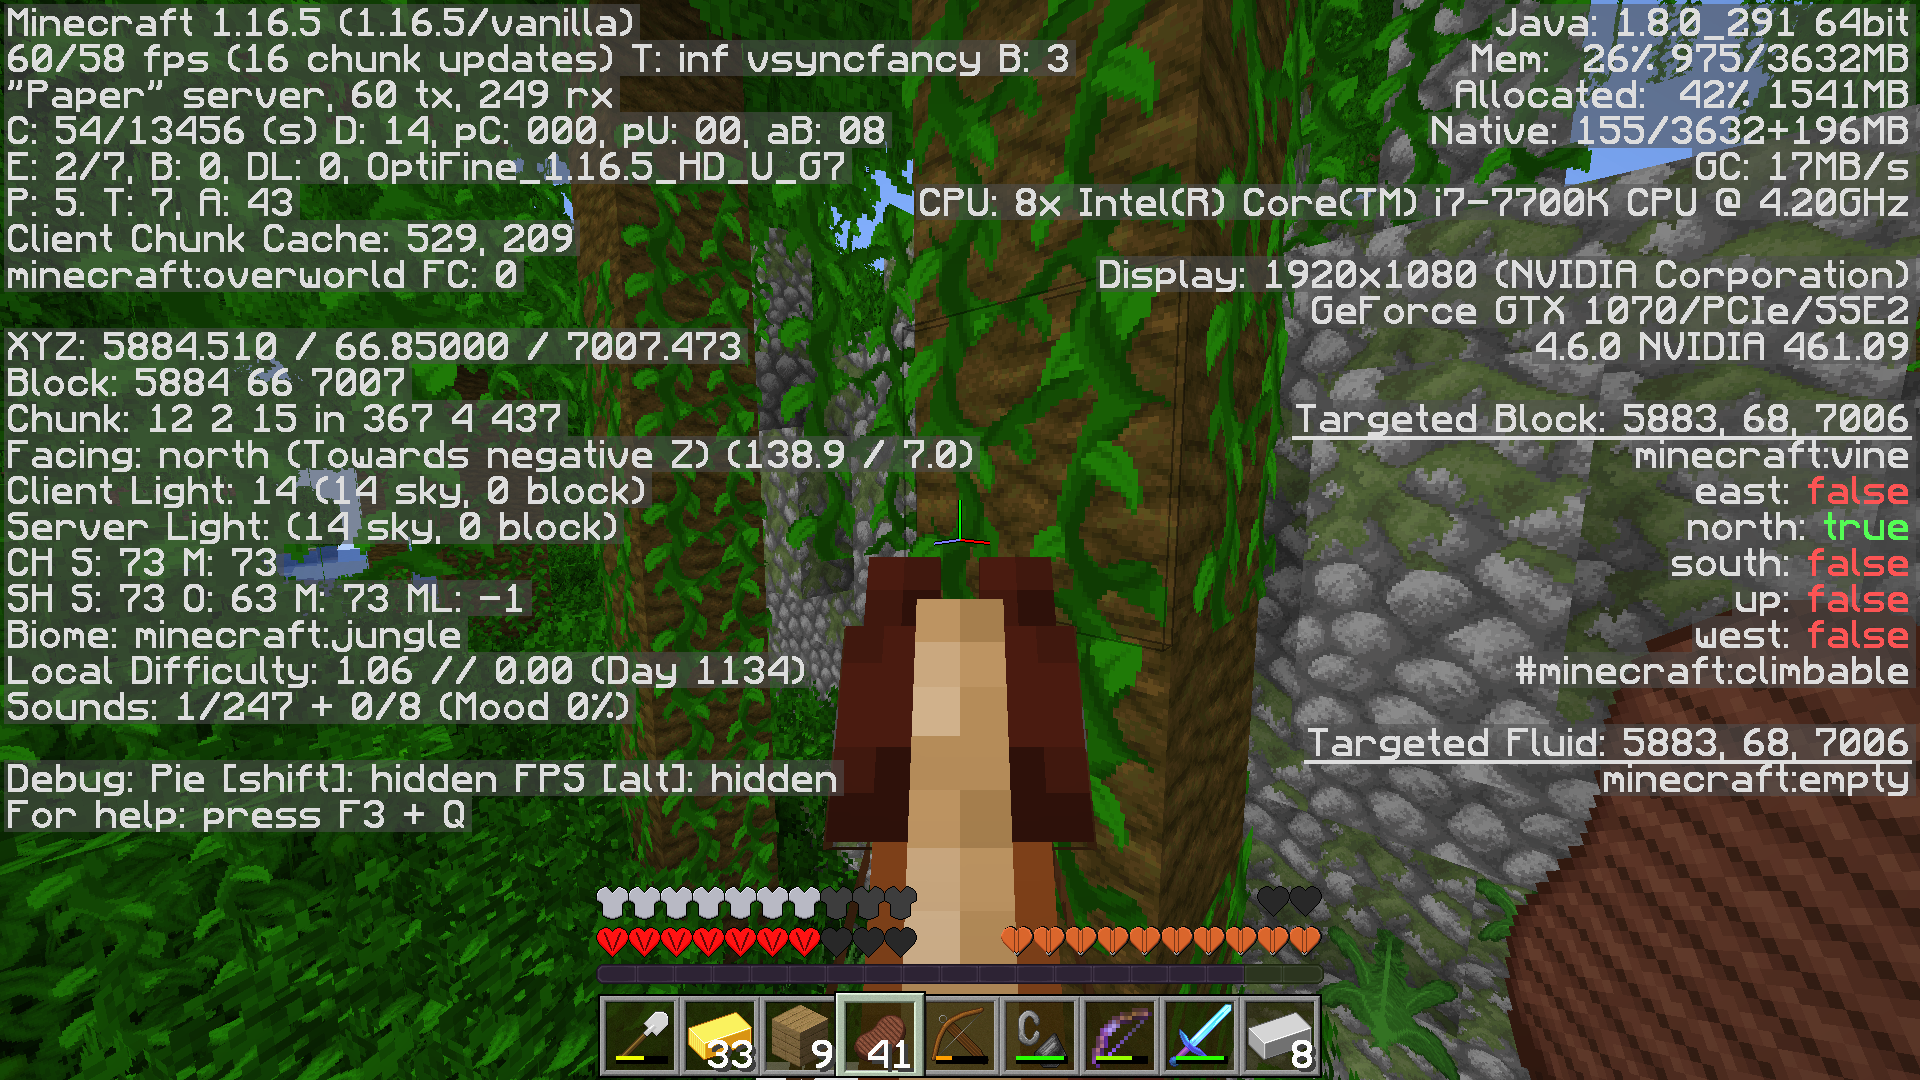 Minecraft 1.16.5 (1.16.5/vanilla)
60/58 fps (16 chunk updates) T: inf vsyncfancy B: 3
"Paper" server, 60 tx, 249 rx
C: 54/13456 (s) D: 14, pC: 000, pU: 00, aB: 08
E: 2/7, B: 0, DL: 0, OptiFine_1.16.5_HD_U_G7
P: 5. T: 7, A: 43
Client Chunk Cache: 529, 209
minecraft:overworld FC: 0
XYZ: 5884.510 / 66.85000 / 7007.473
Block: 5884 66 7007
Chunk: 12 2 15 in 367 4 437
Facing: north (Towards negative Z) (138.9 / 7.0)
Client Light: 14 (14 sky, 0 block)
Server Light: (14 sky, 0 block)
CH S: 73 M: 73
SH S: 73 O: 63 M: 73 ML: -1
Biome: minecraft:jungle
Local Difficulty: 1.06 // 0.00 (Day 1134)
Sounds: 1/247 + 0/8 (Mood 0%)
Debug: Pie [shift]: hidden FPS [alt]: hidden
For help: press F3 + Q
Java: 1.8.0_291 64bit
Mem: 26% 975/3632MB
Allocated: 42% 1541MB
Native: 155/3632+196MB
GC: 17MB/s
CPU: 8x Intel(R) Core(TM) i7-7700K CPU @ 4.20GHz
Display: 1920x1080 (NVIDIA Corporation)
GeForce GTX 1070/PCIe/SSE2
4.6.0 NVIDIA 461.09
Targeted Block: 5883, 68, 7006
minecraft:vine
east: false
north: true
south: false
up: false
west: false
#minecraft:climbable
Targeted Fluid: 5883, 68, 7006
minecraft:empty
33 9 41 8